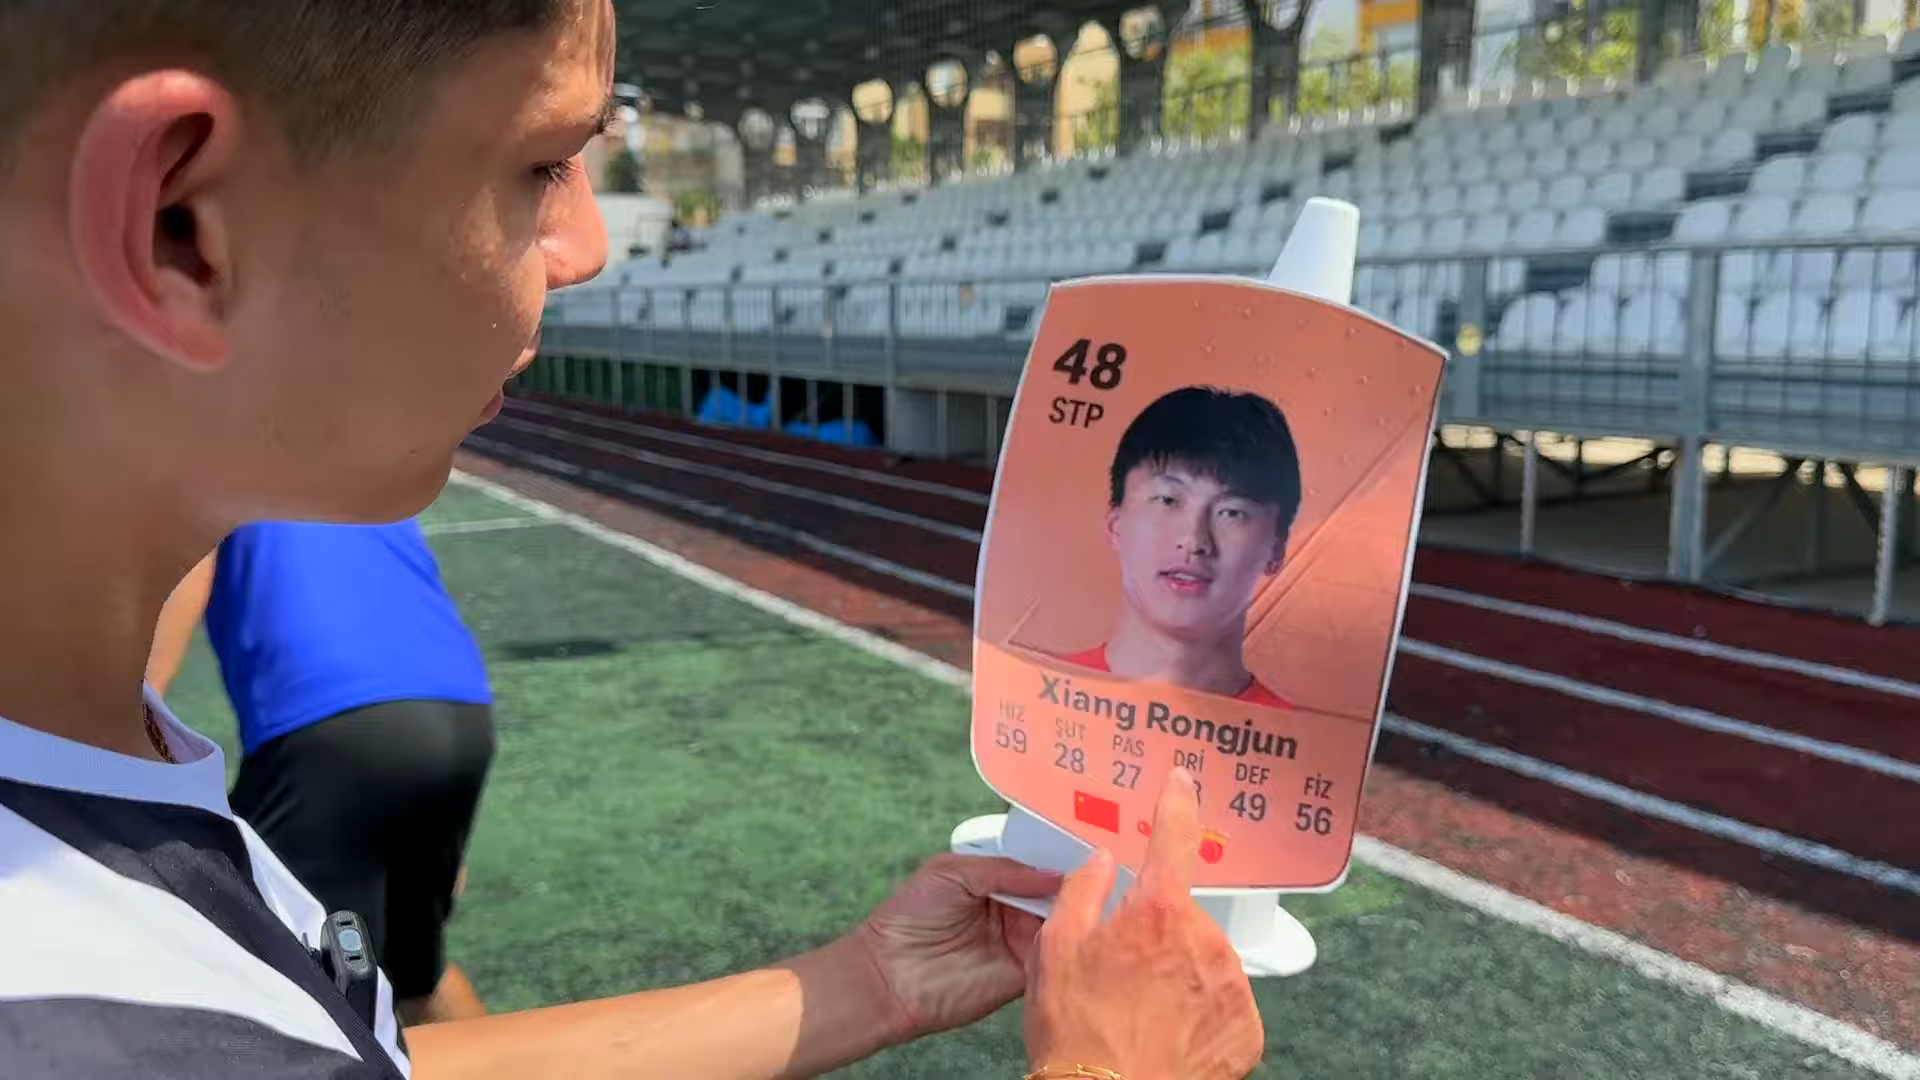 48
STP
Xiang Rongjun
HIZ ŞUT PAS DRİ DEF FİZ
59 28 27 49 56